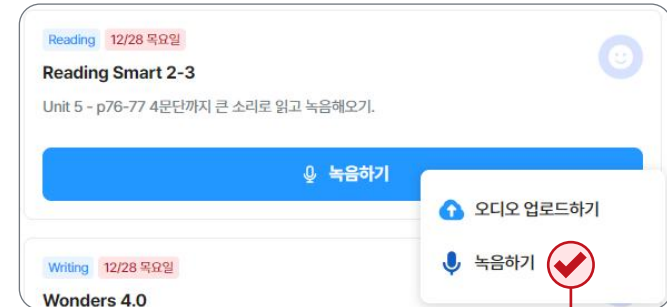 Reading 12/28 목요일
Reading Smart 2-3
Unit 5 - p76-77 4문단까지 큰 소리로 읽고 녹음해오기.
녹음하기
오디오 업로드하기
녹음하기
Writing 12/28 목요일
Wonders 4.0